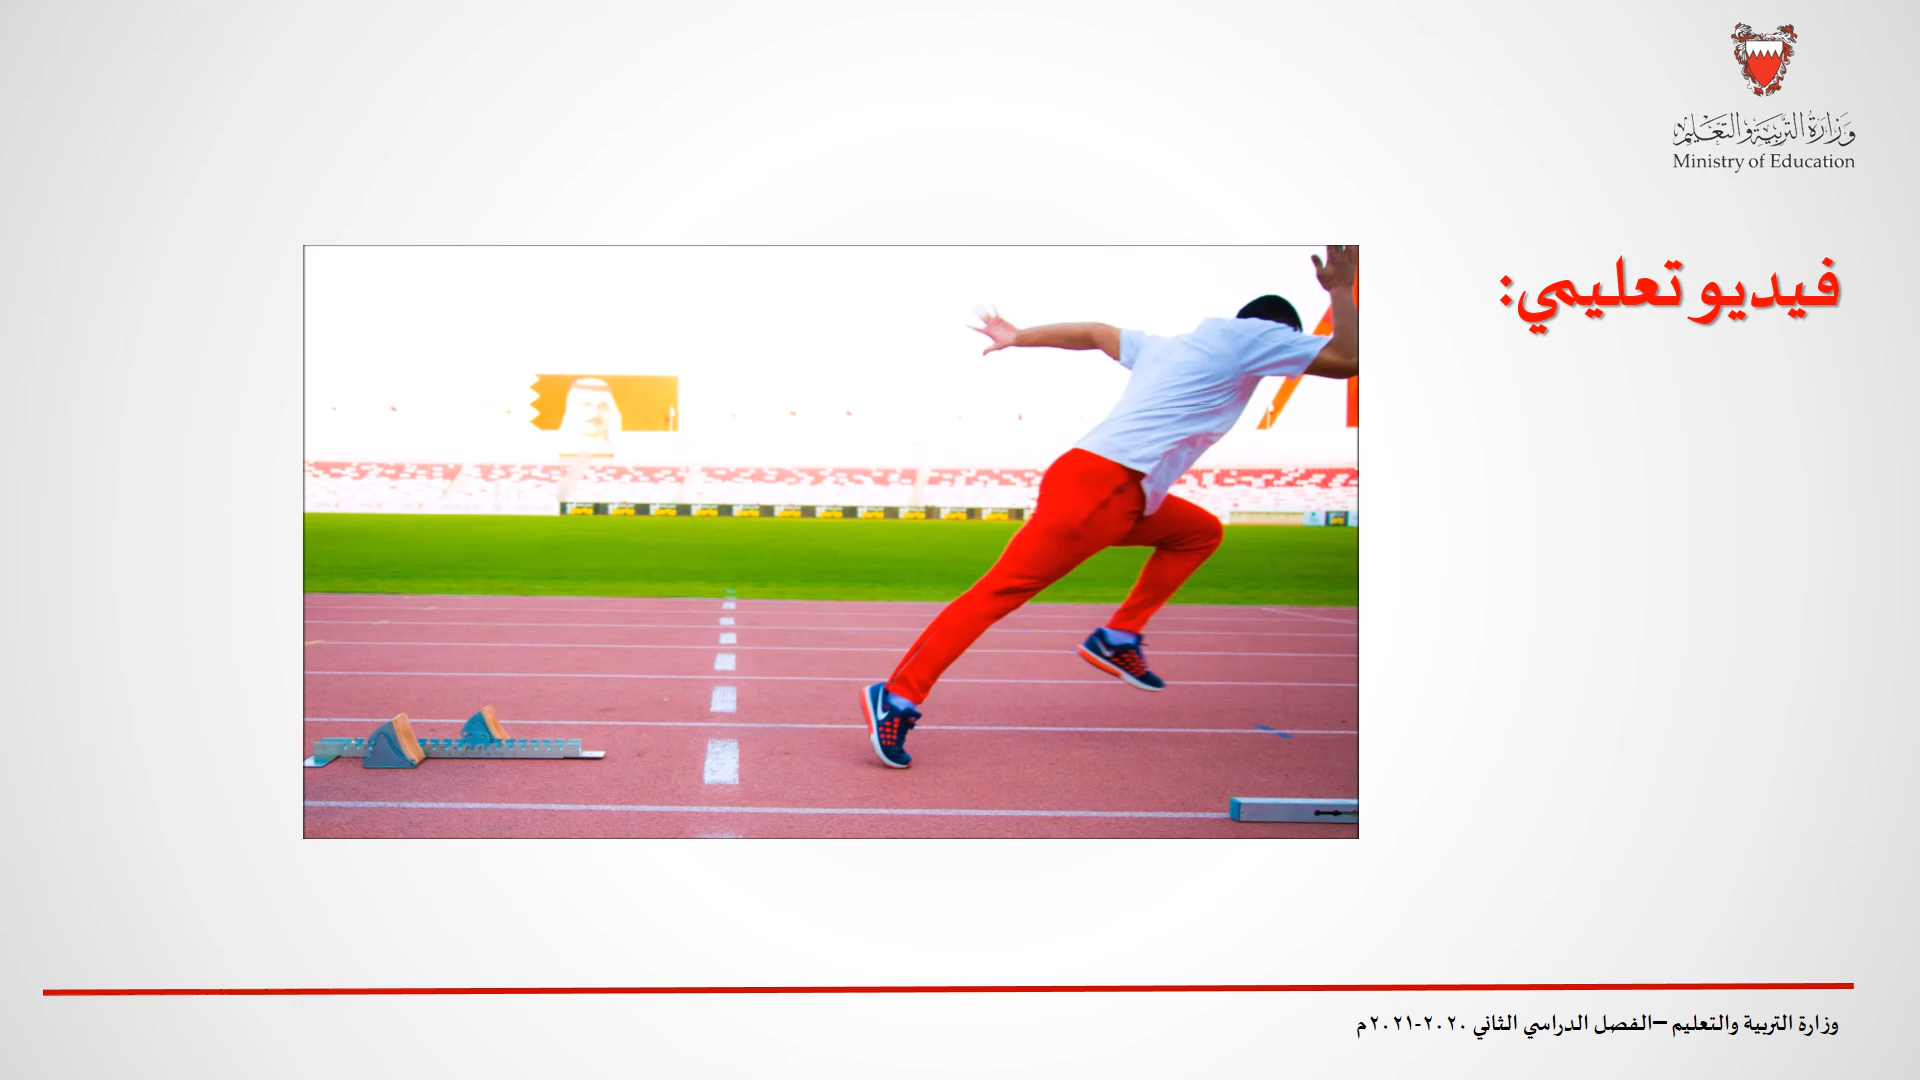 وزارة التربية والتعليم
Ministry of Education
فيديو تعليمي:
وزارة التربية والتعليم –الفصل الدراسي الثاني ٢٠٢٠-٢٠٢١م